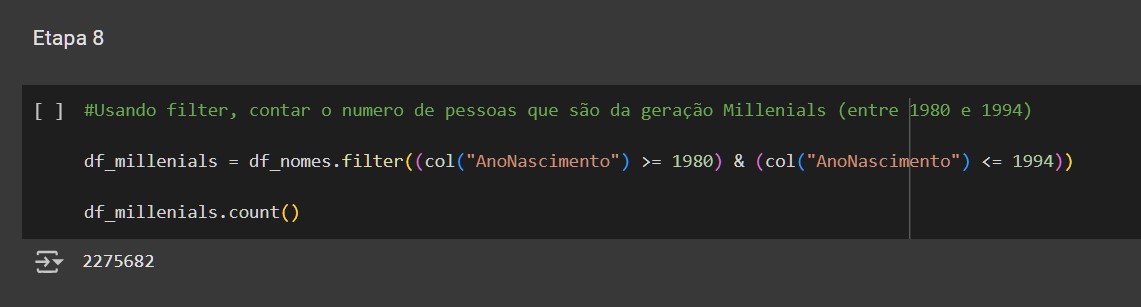 Etapa 8
[ ] #Usando filter, contar o numero de pessoas que são da geração Millenials (entre 1980 e 1994)
df_millenials = df_nomes.filter((col("AnoNascimento") >= 1980) & (col("AnoNascimento") <= 1994))
df_millenials.count()
2275682